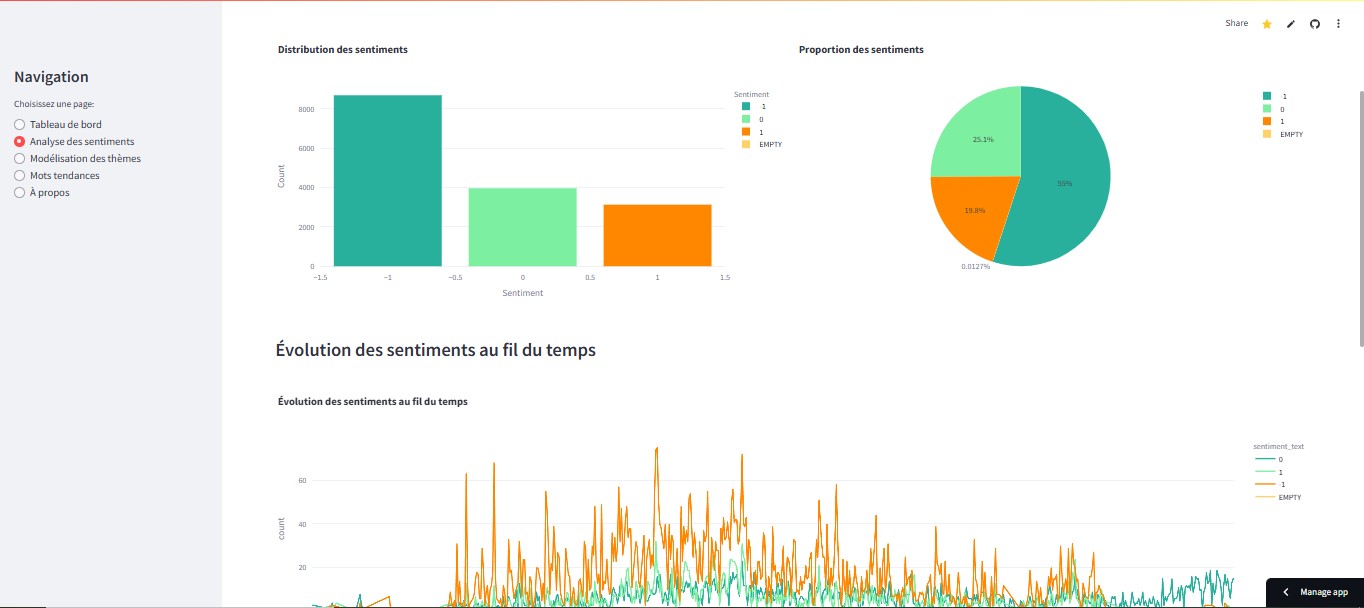 Share
Navigation
Choisissez une page:
Tableau de bord
Analyse des sentiments
Modélisation des thèmes
Mots tendances
À propos
Distribution des sentiments
8000
6000
4000
2000
0
Count
−1.5
−1
−0.5
0
0.5
1
1.5
Sentiment
Sentiment
-1
0
1
EMPTY
Proportion des sentiments
25.1%
55%
19.8%
0.0127%
-1
0
1
EMPTY
Évolution des sentiments au fil du temps
Évolution des sentiments au fil du temps
60
40
20
count
sentiment_text
0
1
-1
EMPTY
Manage app